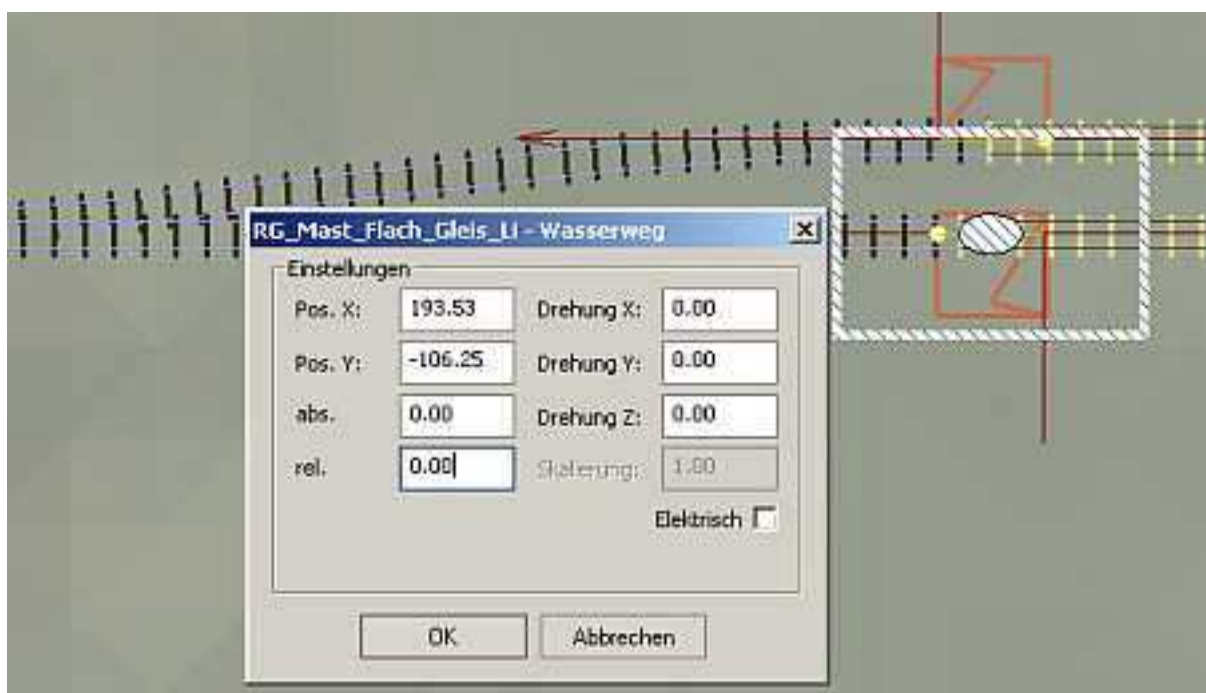 RG_Mast_Flach_Gleis_Li - Wasserweg
Einstellungen
Pos. X: 193.53 Drehung X: 0.00
Pos. Y: -106.25 Drehung Y: 0.00
abs. 0.00 Drehung Z: 0.00
rel. 0.00 Skalierung: 1.00
Elektrisch
OK Abbrechen